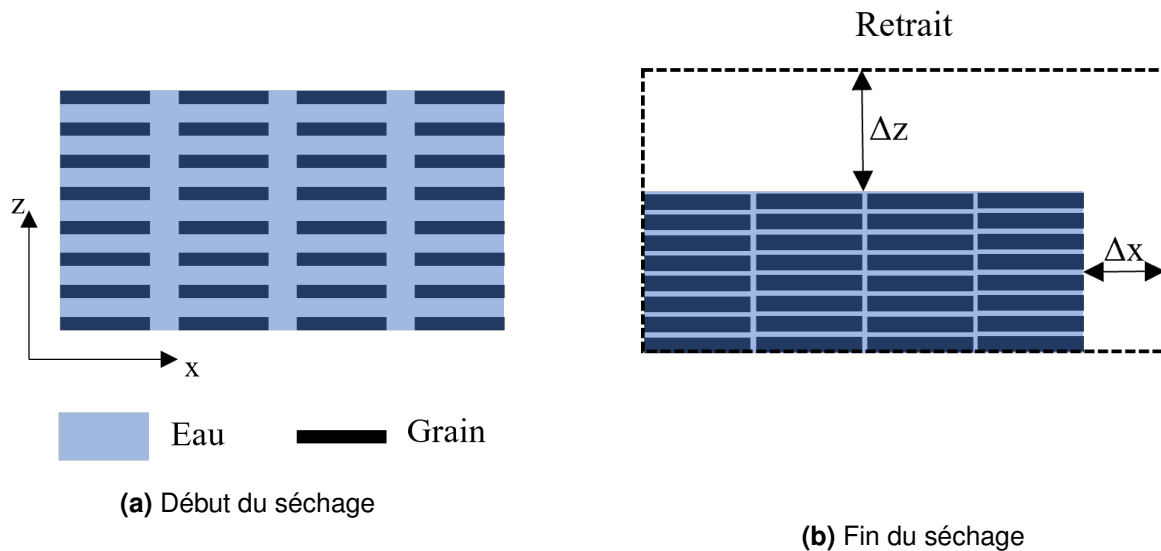 Retrait
Δz
z
Δx
x
Eau
Grain
(a) Début du séchage
(b) Fin du séchage